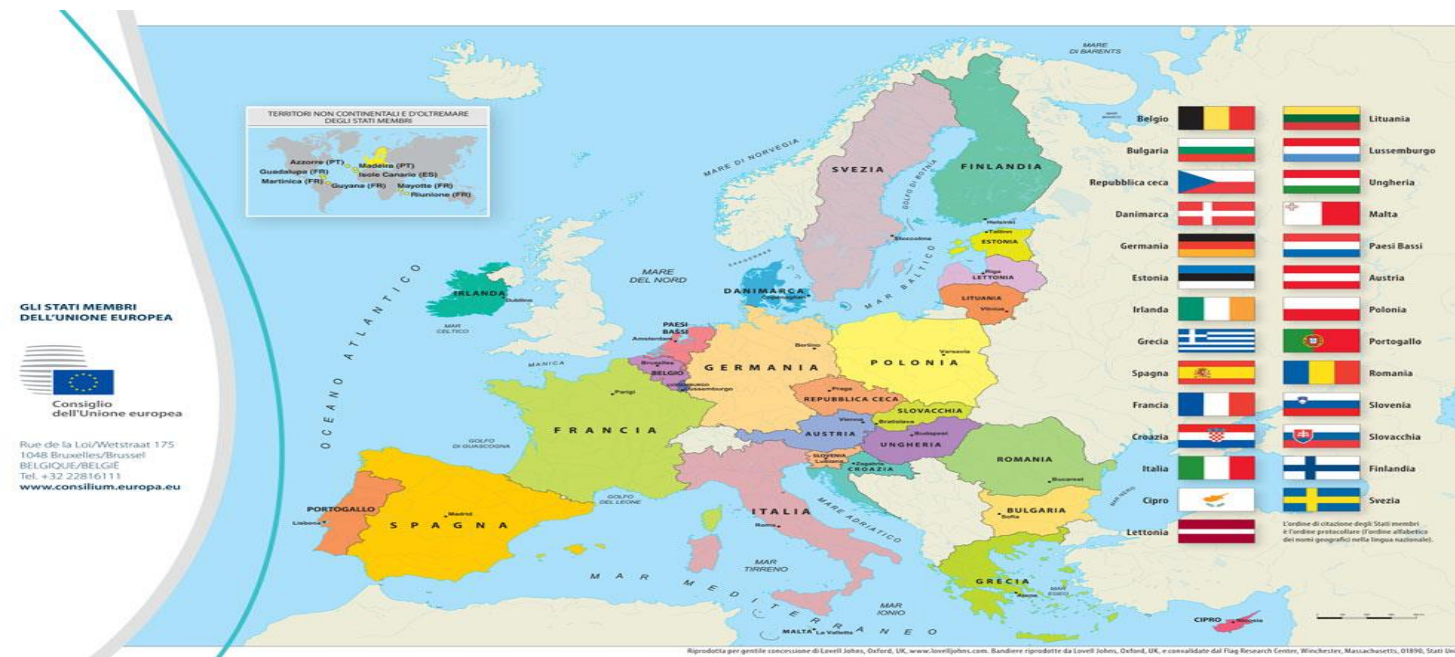 GLI STATI MEMBRI
DELL'UNIONE EUROPEA
Consiglio
dell'Unione europea
Rue de la Loi/Wetstraat 175
1048 Bruxelles/Brussel
BELGIQUE/BELGIË
Tel. +32 22816111
www.consilium.europa.eu
TERRITORI NON CONTINENTALI E D'OLTREMARE
DEGLI STATI MEMBRI
Azzorre (PT)
Madeira (PT)
Guadalupa (FR)
Isole Canarie (ES)
Martinica (FR)
Guyana (FR)
Mayotte (FR)
Riunione (FR)
MARE
DI BARENTS
MARE DI NORVEGIA
SVEZIA
FINLANDIA
GOLFO DI BOTNIA
Helsinki
Tallinn
Stoccolma
ESTONIA
Riga
LETTONIA
LITUANIA
Vilnius
MARE
DEL NORD
SKAGERRAK
DANIMARCA
Copenaghen
MAR BALTICO
IRLANDA
Dublino
MAR
CELTICO
OCEANO ATLANTICO
MANICA
PAESI
BASSI
Amsterdam
Bruxelles
BELGIO
LUSSEMBURGO
Lussemburgo
Berlino
GERMANIA
Varsavia
POLONIA
Praga
REPUBBLICA CECA
SLOVACCHIA
Bratislava
Vienna
AUSTRIA
Budapest
UNGHERIA
Parigi
FRANCIA
GOLFO
DI GUASCOGNA
SLOVENIA
Lubiana
Zagabria
CROAZIA
ROMANIA
Bucarest
MAR NERO
BULGARIA
Sofia
GOLFO
DEL LEONE
PORTOGALLO
Lisbona
Madrid
SPAGNA
ITALIA
Roma
MARE ADRIATICO
MAR
TIRRENO
MAR MEDITERRANEO
MAR
IONIO
GRECIA
Atene
MAR
EGEO
MALTA
La Valletta
CIPRO
Nicosia
Belgio
Lituania
Bulgaria
Lussemburgo
Repubblica ceca
Ungheria
Danimarca
Malta
Germania
Paesi Bassi
Estonia
Austria
Irlanda
Polonia
Grecia
Portogallo
Spagna
Romania
Francia
Slovenia
Croazia
Slovacchia
Italia
Finlandia
Cipro
Svezia
Lettonia
L'ordine di citazione degli Stati membri
è l'ordine protocollare (l'ordine alfabetico
dei nomi geografici nella lingua nazionale).
Riprodotta per gentile concessione di Lovell Johns, Oxford, UK, www.lovelljohns.com. Bandiere riprodotte da Lovell Johns, Oxford, UK, e convalidate dal Flag Research Center, Winchester, Massachusetts, 01890, Stati Un